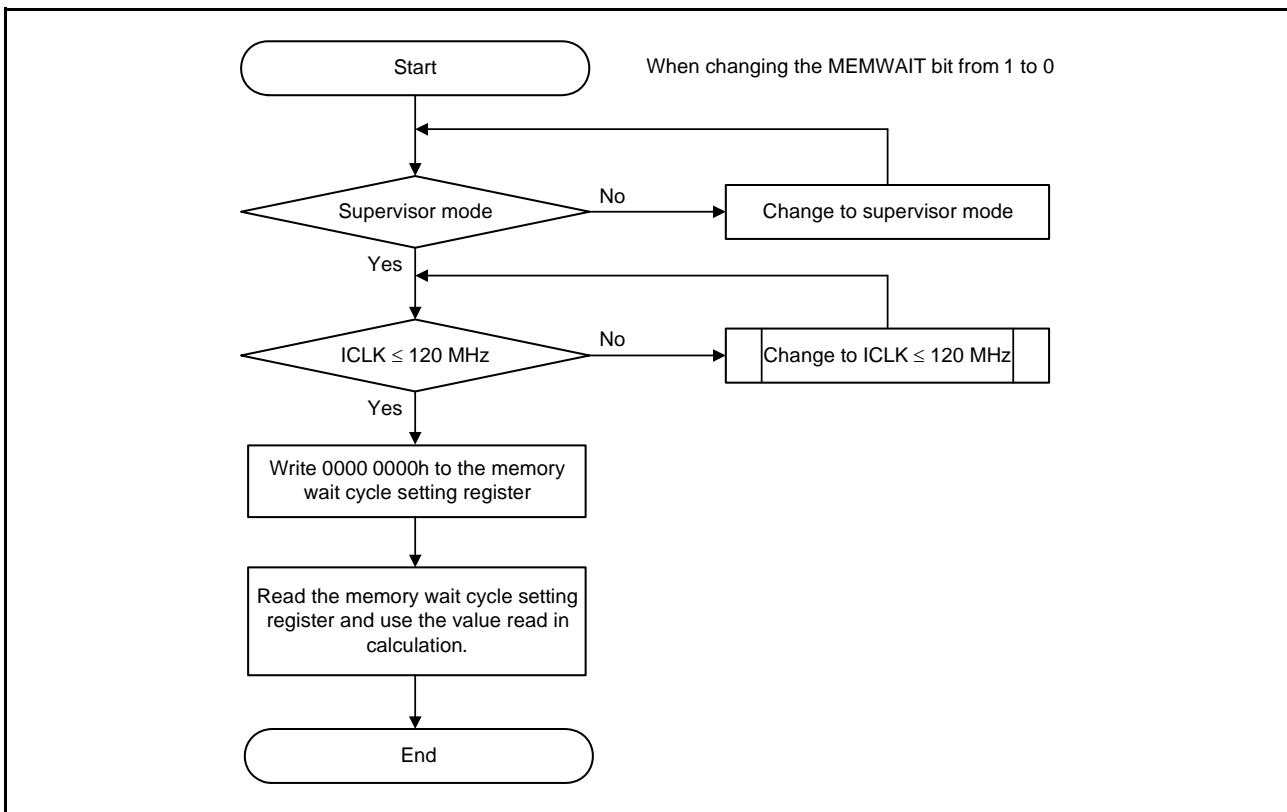 Start
When changing the MEMWAIT bit from 1 to 0
Supervisor mode
No
Change to supervisor mode
Yes
ICLK ≤ 120 MHz
No
Change to ICLK ≤ 120 MHz
Yes
Write 0000 0000h to the memory
wait cycle setting register
Read the memory wait cycle setting
register and use the value read in
calculation.
End